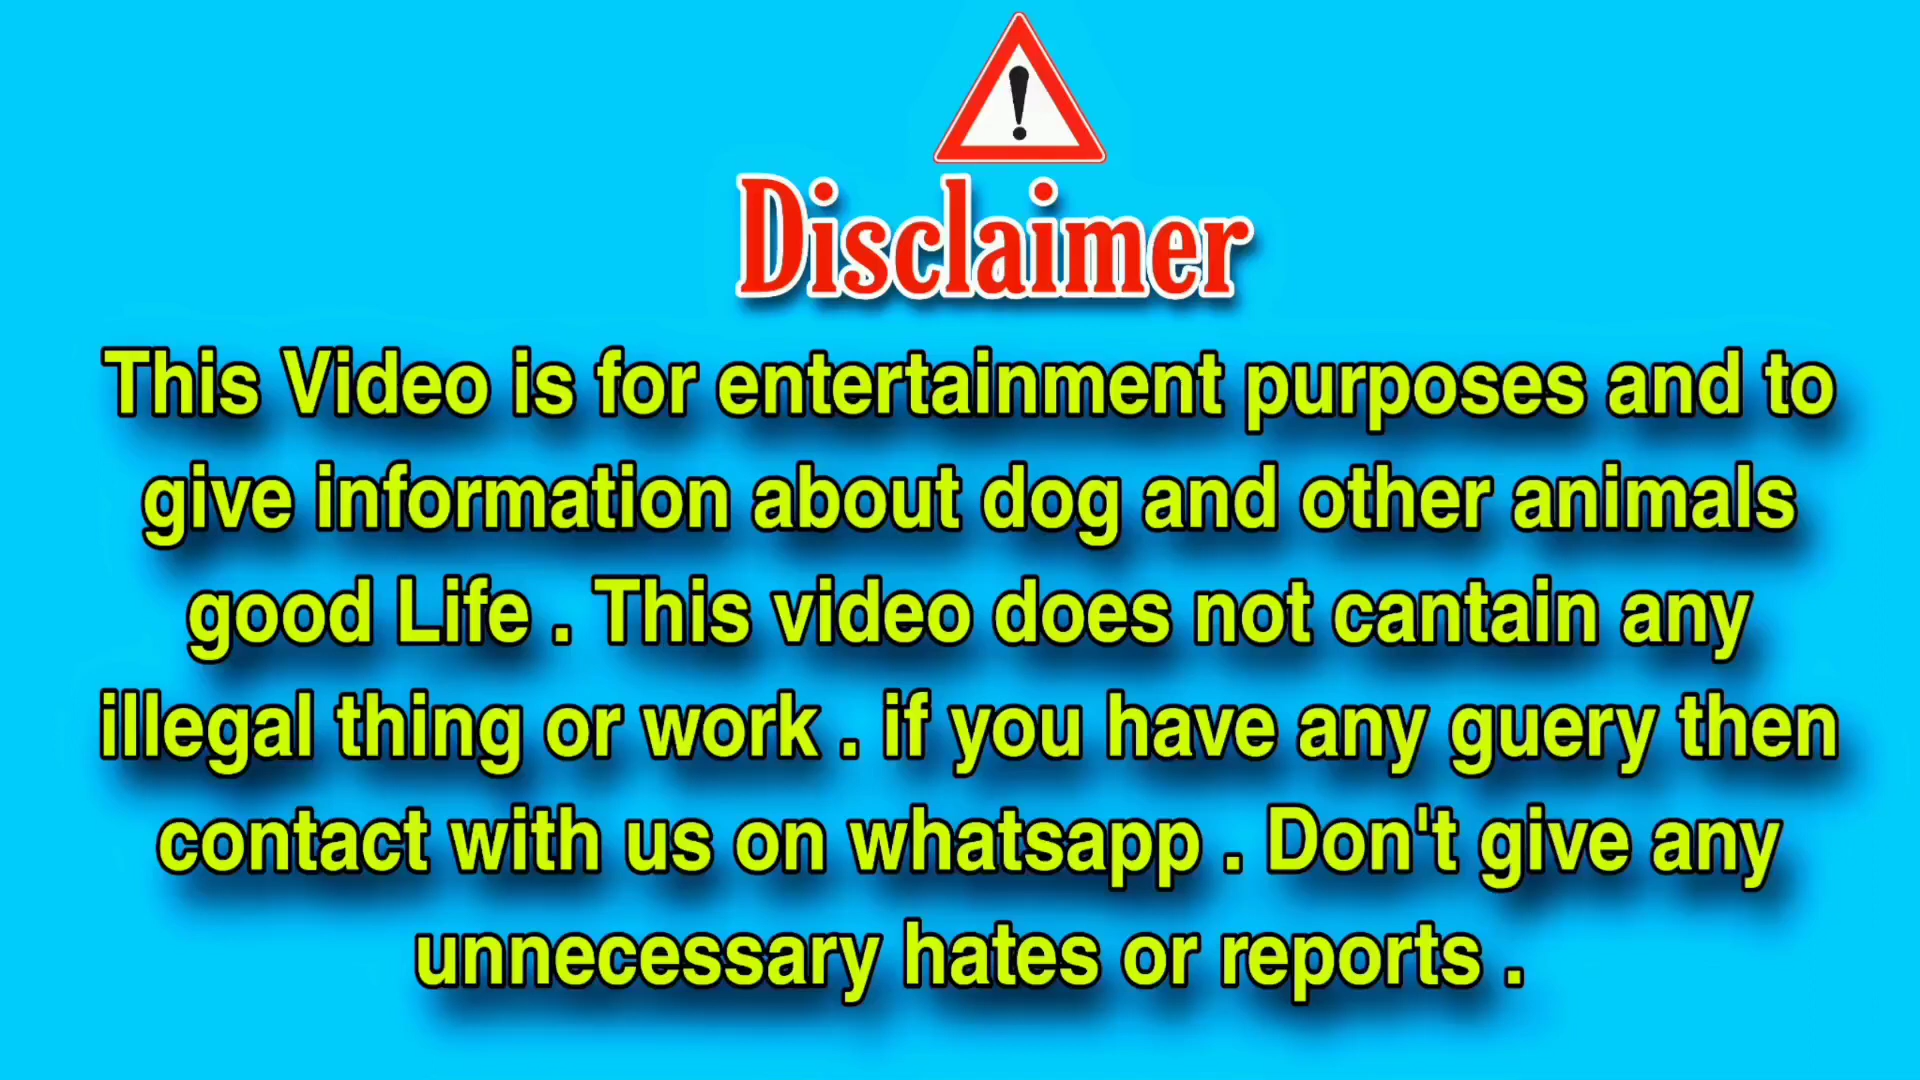 Disclaimer
This Video is for entertainment purposes and to
give information about dog and other animals
good Life . This video does not cantain any
illegal thing or work . if you have any guery then
contact with us on whatsapp . Don't give any
unnecessary hates or reports .